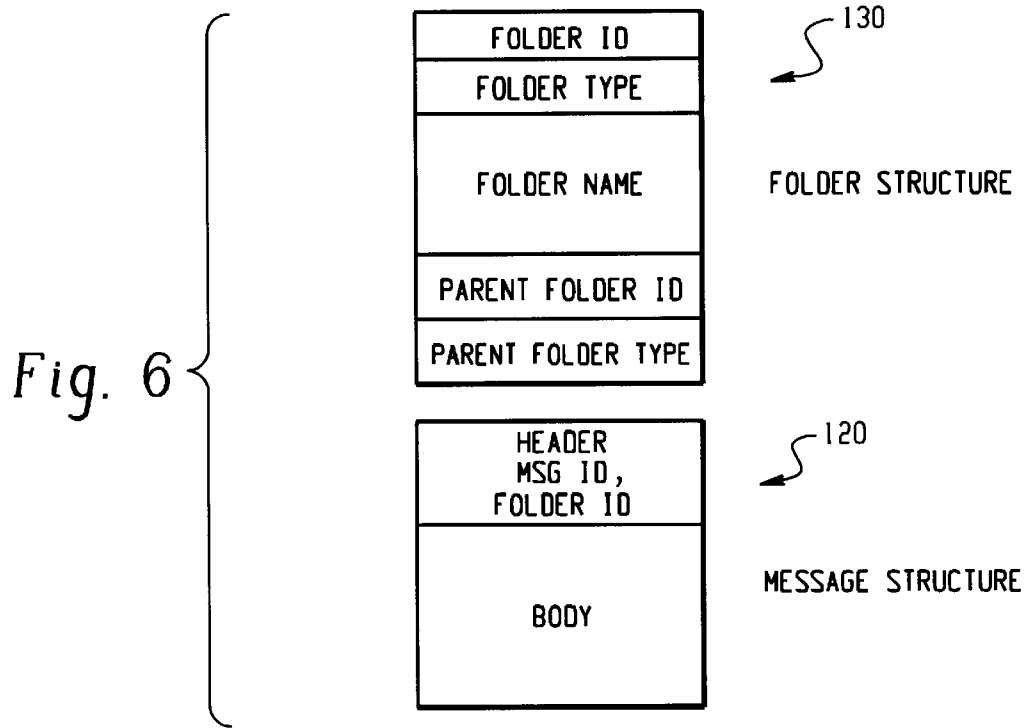 FOLDER ID
130
FOLDER TYPE
FOLDER NAME
FOLDER STRUCTURE
PARENT FOLDER ID
PARENT FOLDER TYPE
Fig. 6
HEADER
MSG ID,
FOLDER ID
120
MESSAGE STRUCTURE
BODY